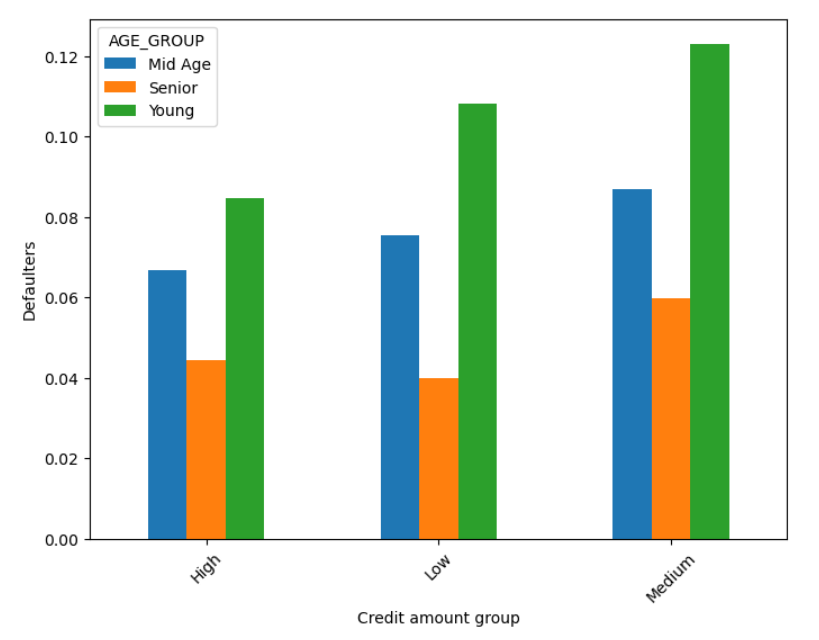 AGE_GROUP
Mid Age
Senior
Young
0.12
0.10
0.08
0.06
0.04
0.02
0.00
Defaulters
High
Low
Medium
Credit amount group